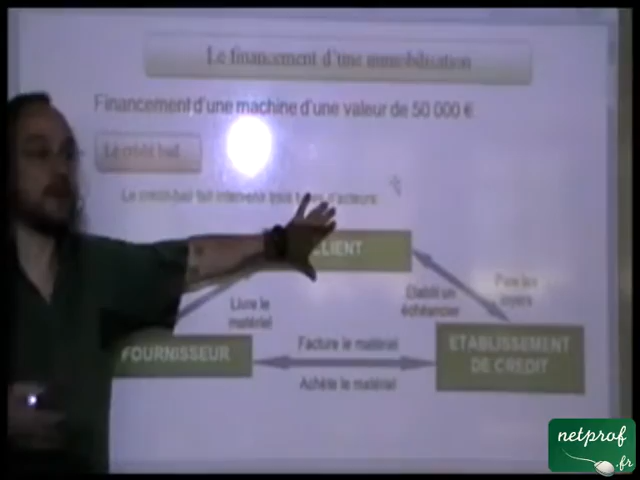 Le financement d'une immobilisation
Financement d'une machine d'une valeur de 50 000 €
Le crédit bail
Le crédit-bail fait intervenir trois types d'acteurs
CLIENT
Livre le
matériel
Etablit un
échéancier
Paie les
loyers
Facture le matériel
Achète le matériel
FOURNISSEUR
ETABLISSEMENT
DE CREDIT
netprof
.fr